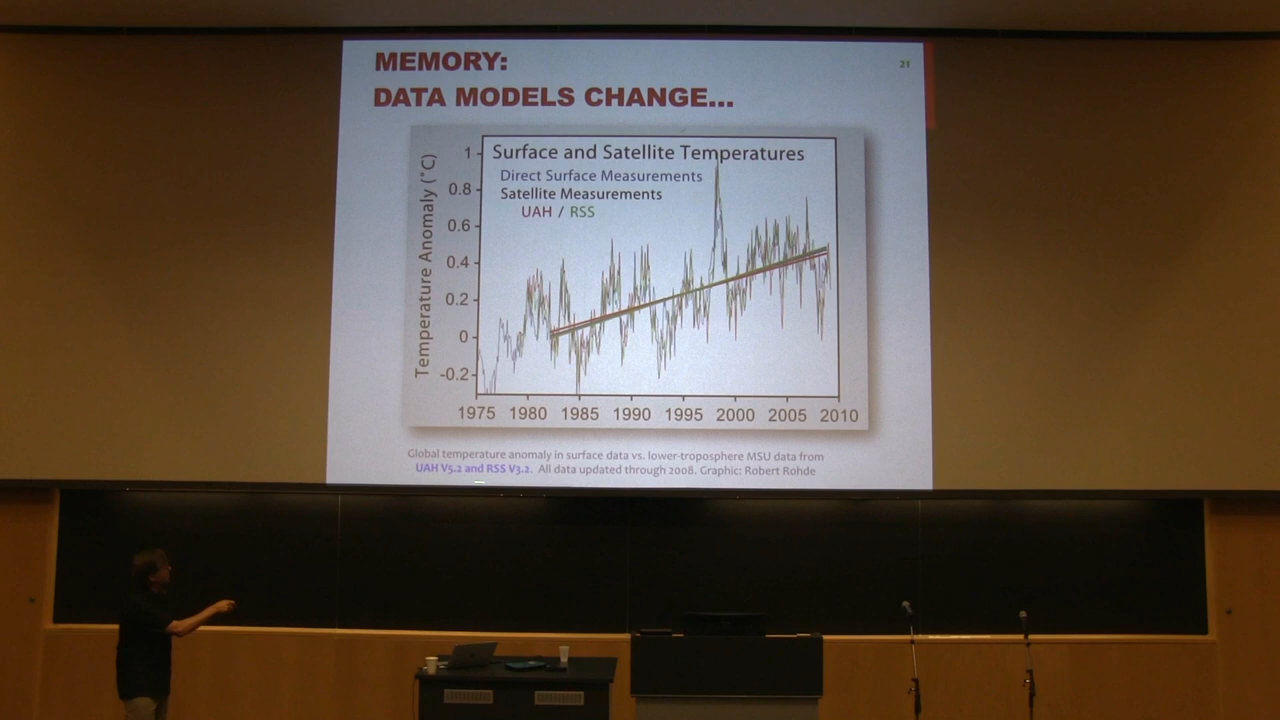 MEMORY:
21
DATA MODELS CHANGE...
Surface and Satellite Temperatures
Direct Surface Measurements
Satellite Measurements
UAH / RSS
Temperature Anomaly (°C)
1
0.8
0.6
0.4
0.2
0
-0.2
1975 1980 1985 1990 1995 2000 2005 2010
Global temperature anomaly in surface data vs. lower-troposphere MSU data from
UAH V5.2 and RSS V3.2. All data updated through 2008. Graphic: Robert Rohde